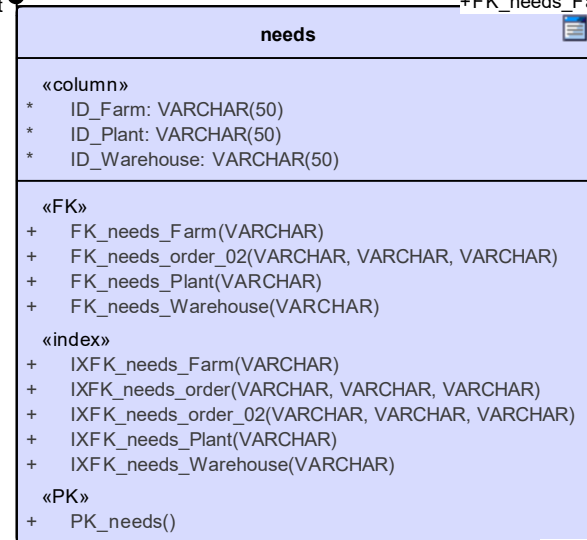 +FK_needs_Fa
needs
«column»
* ID_Farm: VARCHAR(50)
* ID_Plant: VARCHAR(50)
* ID_Warehouse: VARCHAR(50)
«FK»
+ FK_needs_Farm(VARCHAR)
+ FK_needs_order_02(VARCHAR, VARCHAR, VARCHAR)
+ FK_needs_Plant(VARCHAR)
+ FK_needs_Warehouse(VARCHAR)
«index»
+ IXFK_needs_Farm(VARCHAR)
+ IXFK_needs_order(VARCHAR, VARCHAR, VARCHAR)
+ IXFK_needs_order_02(VARCHAR, VARCHAR, VARCHAR)
+ IXFK_needs_Plant(VARCHAR)
+ IXFK_needs_Warehouse(VARCHAR)
«PK»
+ PK_needs()